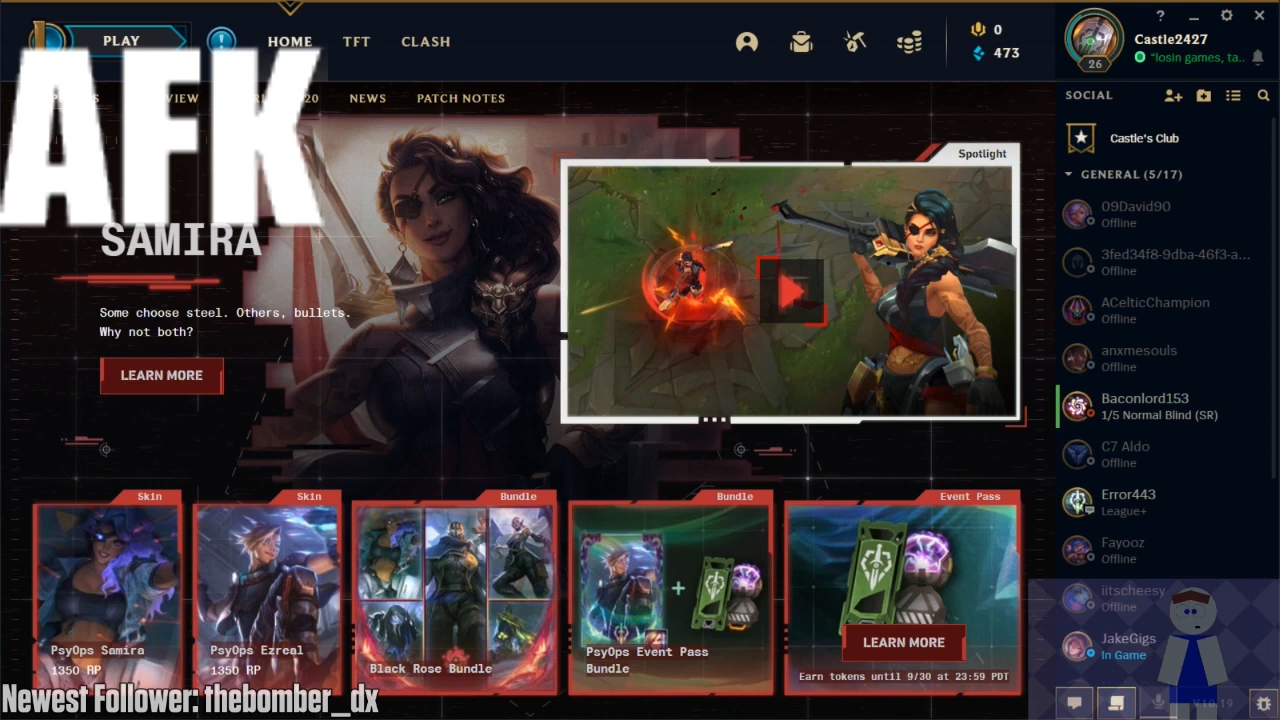 PLAY
HOME
TFT
CLASH
0
473
26
Castle2427
"losin games, ta..
VIEW
20
NEWS
PATCH NOTES
AFK
SAMIRA
Some choose steel. Others, bullets.
Why not both?
LEARN MORE
Spotlight
SOCIAL
Castle's Club
GENERAL (5/17)
09David90
Offline
3fed34f8-9dba-46f3-a...
Offline
ACelticChampion
Offline
anxmesouls
Offline
Baconlord153
1/5 Normal Blind (SR)
C7 Aldo
Offline
Error443
League+
Fayooz
Offline
iitscheesy
Offline
JakeGigs
In Game
V10.19
Skin
PsyOps Samira
1350 RP
Skin
PsyOps Ezreal
1350 RP
Bundle
Black Rose Bundle
Bundle
PsyOps Event Pass
Bundle
Event Pass
LEARN MORE
Earn tokens until 9/30 at 23:59 PDT
Newest Follower: thebomber_dx